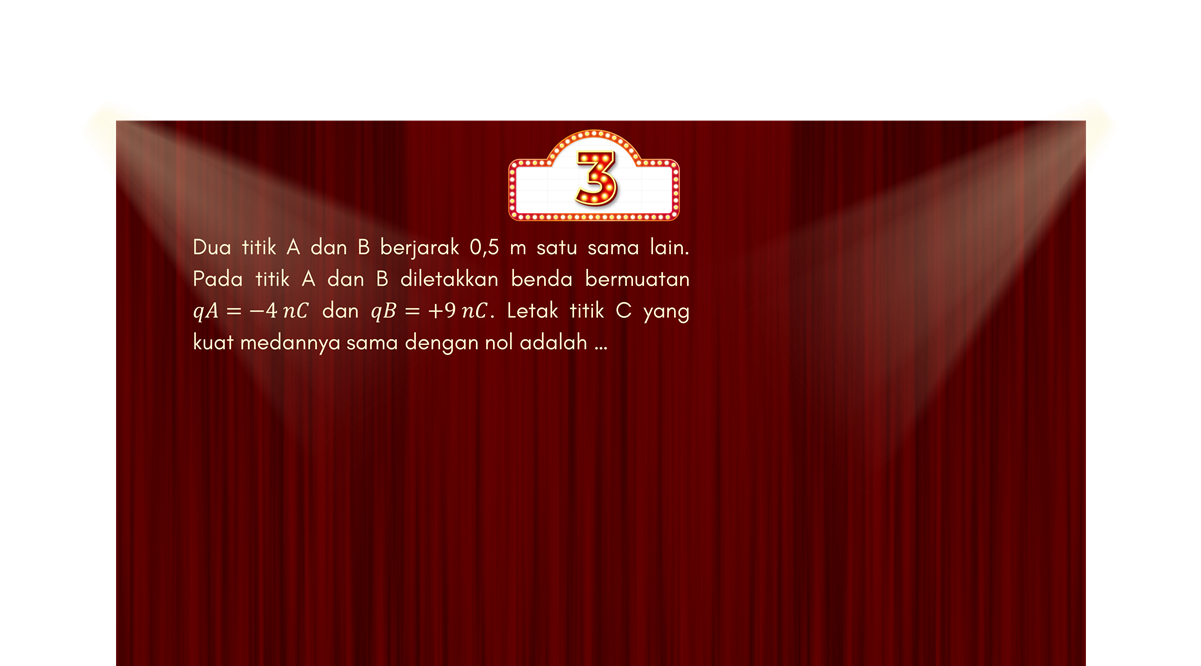 3
Dua titik A dan B berjarak 0,5 m satu sama lain.
Pada titik A dan B diletakkan benda bermuatan
qA = −4 nC dan qB = +9 nC. Letak titik C yang
kuat medannya sama dengan nol adalah ...